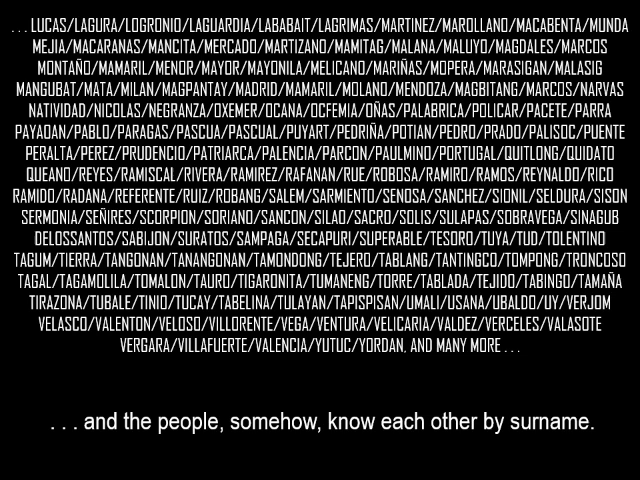 . . . LUCAS/LAGURA/LOGRONIO/LAGUARDIA/LABABAIT/LAGRIMAS/MARTINEZ/MAROLLANO/MACABENTA/MUNDA
MEJIA/MACARANAS/MANCITA/MERCADO/MARTIZANO/MAMITAG/MALANA/MALUYO/MAGDALES/MARCOS
MONTAÑO/MAMARIL/MENOR/MAYOR/MAYONILA/MELICANO/MARIÑAS/MOPERA/MARASIGAN/MALASIG
MANGUBAT/MATA/MILAN/MAGPANTAY/MADRID/MAMARIL/MOLANO/MENDOZA/MAGBITANG/MARCOS/NARVAS
NATIVIDAD/NICOLAS/NEGRANZA/OXEMER/OCANA/OCFEMIA/OÑAS/PALABRICA/POLICAR/PACETE/PARRA
PAYAOAN/PABLO/PARAGAS/PASCUA/PASCUAL/PUYART/PEDRIÑA/POTIAN/PEDRO/PRADO/PALISOC/PUENTE
PERALTA/PEREZ/PRUDENCIO/PATRIARCA/PALENCIA/PARCON/PAULMINO/PORTUGAL/QUITLONG/QUIDATO
QUEANO/REYES/RAMISCAL/RIVERA/RAMIREZ/RAFANAN/RUE/ROBOSA/RAMIRO/RAMOS/REYNALDO/RICO
RAMIDO/RADANA/REFERENTE/RUIZ/ROBANG/SALEM/SARMIENTO/SENOSA/SANCHEZ/SIONIL/SELDURA/SISON
SERMONIA/SEÑIRES/SCORPION/SORIANO/SANCON/SILAO/SACRO/SOLIS/SULAPAS/SOBRAVEGA/SINAGUB
DELOSSANTOS/SABIJON/SURATOS/SAMPAGA/SECAPURI/SUPERABLE/TESORO/TUYA/TUD/TOLENTINO
TAGUM/TIERRA/TANGONAN/TANANGONAN/TAMONDONG/TEJERO/TABLANG/TANTINGCO/TOMPONG/TRONCOSO
TAGAL/TAGAMOLILA/TOMALON/TAURO/TIGARONITA/TUMANENG/TORRE/TABLADA/TEJIDO/TABINGO/TAMAÑA
TIRAZONA/TUBALE/TINIO/TUCAY/TABELINA/TULAYAN/TAPISPISAN/UMALI/USANA/UBALDO/UY/VERJOM
VELASCO/VALENTON/VELOSO/VILLORENTE/VEGA/VENTURA/VELICARIA/VALDEZ/VERCELES/VALASOTE
VERGARA/VILLAFUERTE/VALENCIA/YUTUC/YORDAN, AND MANY MORE . . .
. . . and the people, somehow, know each other by surname.